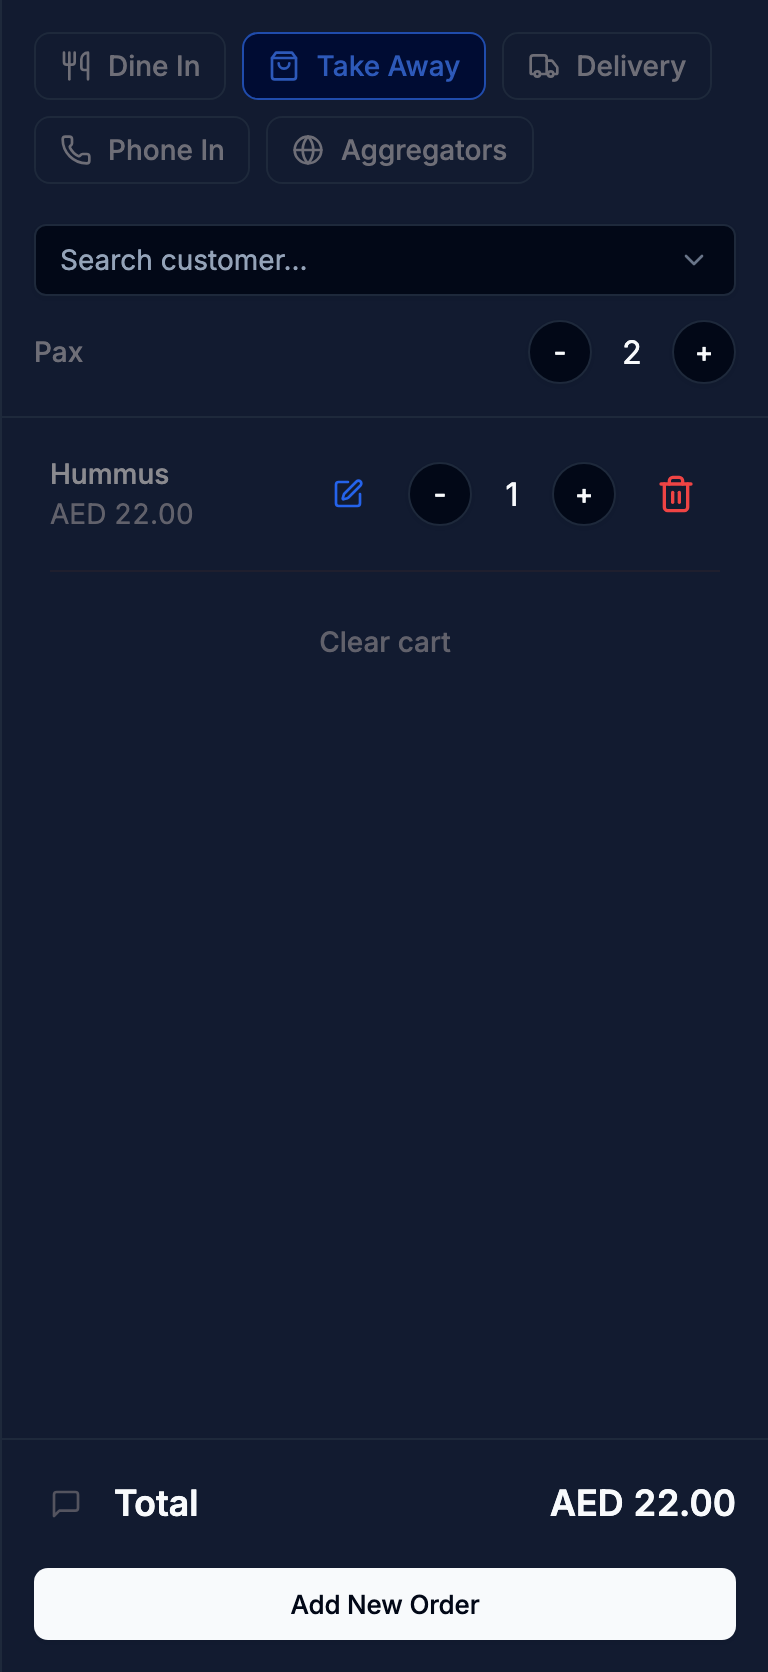 Dine In
Take Away
Delivery
Phone In
Aggregators
Search customer...
Pax
- 2 +
Hummus
AED 22.00
- 1 +
Clear cart
Total AED 22.00
Add New Order